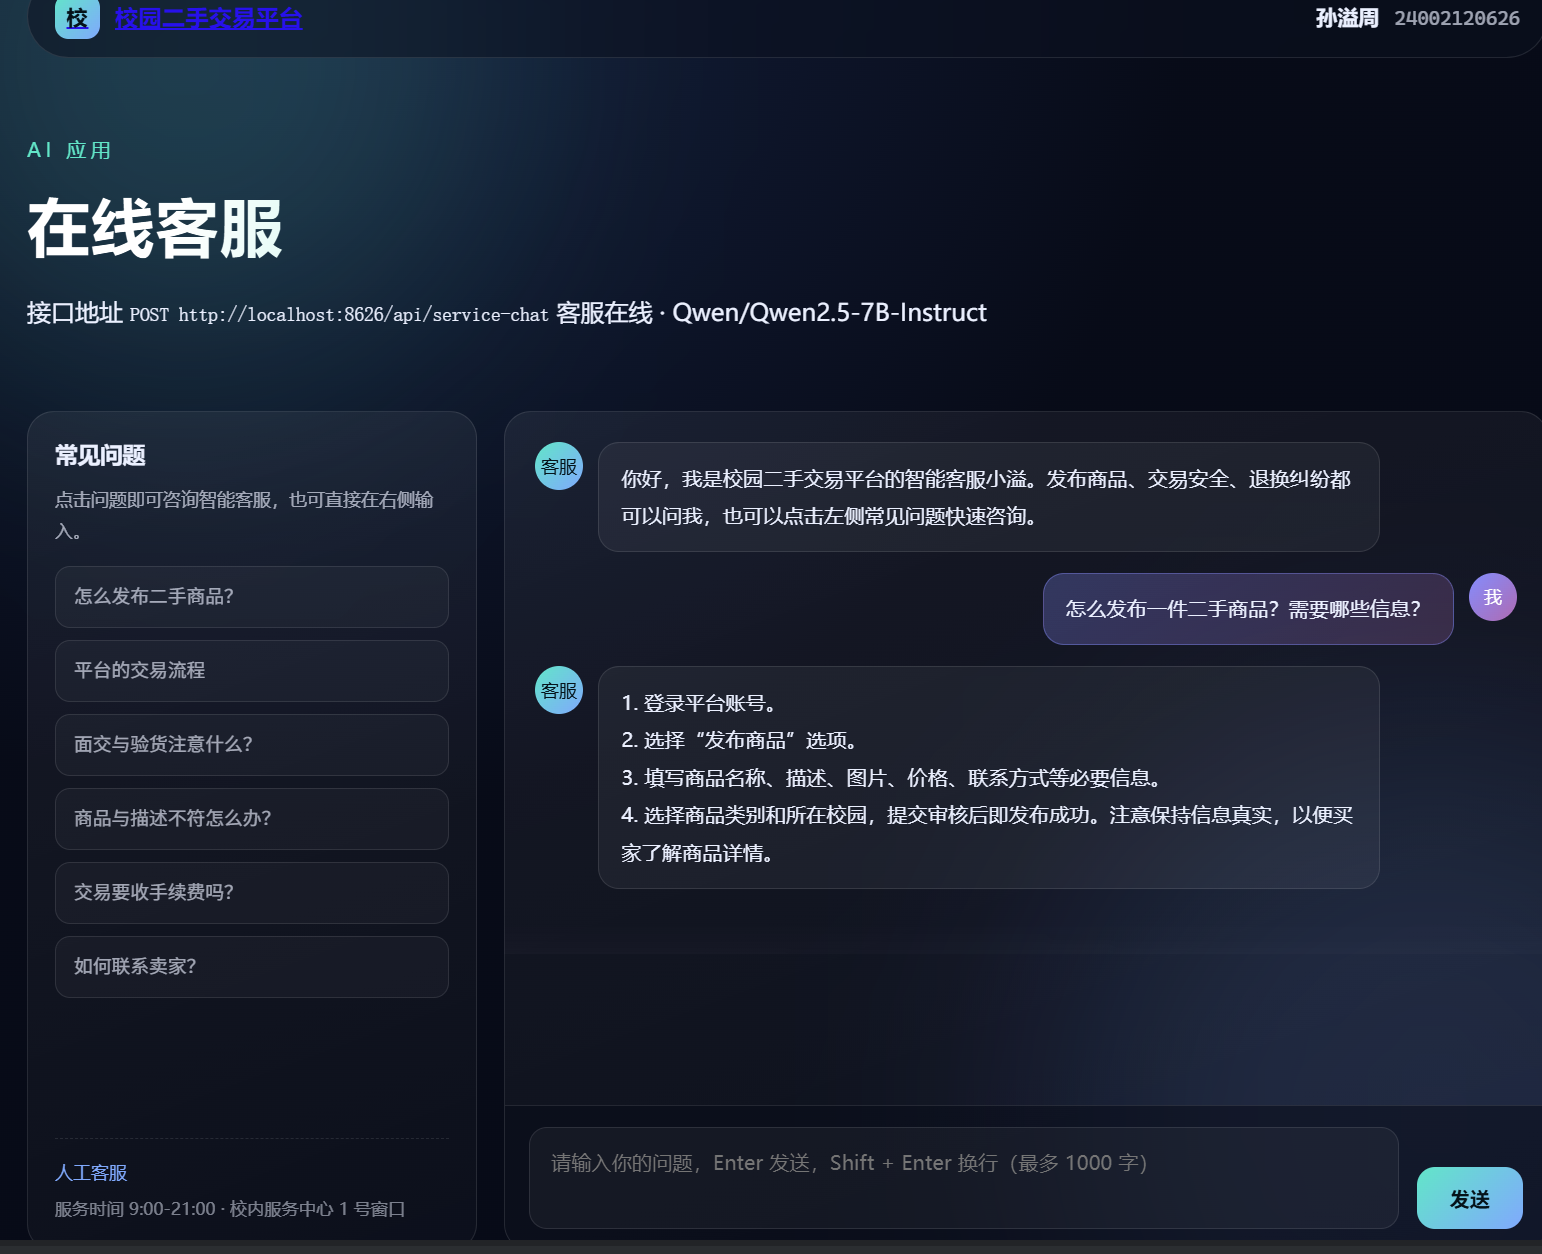 校 校园二手交易平台 孙溢周 24002120626
AI 应用
在线客服
接口地址 POST http://localhost:8626/api/service-chat 客服在线 · Qwen/Qwen2.5-7B-Instruct
常见问题
点击问题即可咨询智能客服，也可直接在右侧输
入。
怎么发布二手商品？
平台的交易流程
面交与验货注意什么？
商品与描述不符怎么办？
交易要收手续费吗？
如何联系卖家？
人工客服
服务时间 9:00-21:00 · 校内服务中心 1 号窗口
客服
你好，我是校园二手交易平台的智能客服小溢。发布商品、交易安全、退换纠纷都
可以问我，也可以点击左侧常见问题快速咨询。
怎么发布一件二手商品？需要哪些信息？
我
客服
1. 登录平台账号。
2. 选择“发布商品”选项。
3. 填写商品名称、描述、图片、价格、联系方式等必要信息。
4. 选择商品类别和所在校园，提交审核后即发布成功。注意保持信息真实，以便买
家了解商品详情。
请输入你的问题，Enter 发送，Shift + Enter 换行（最多 1000 字）
发送